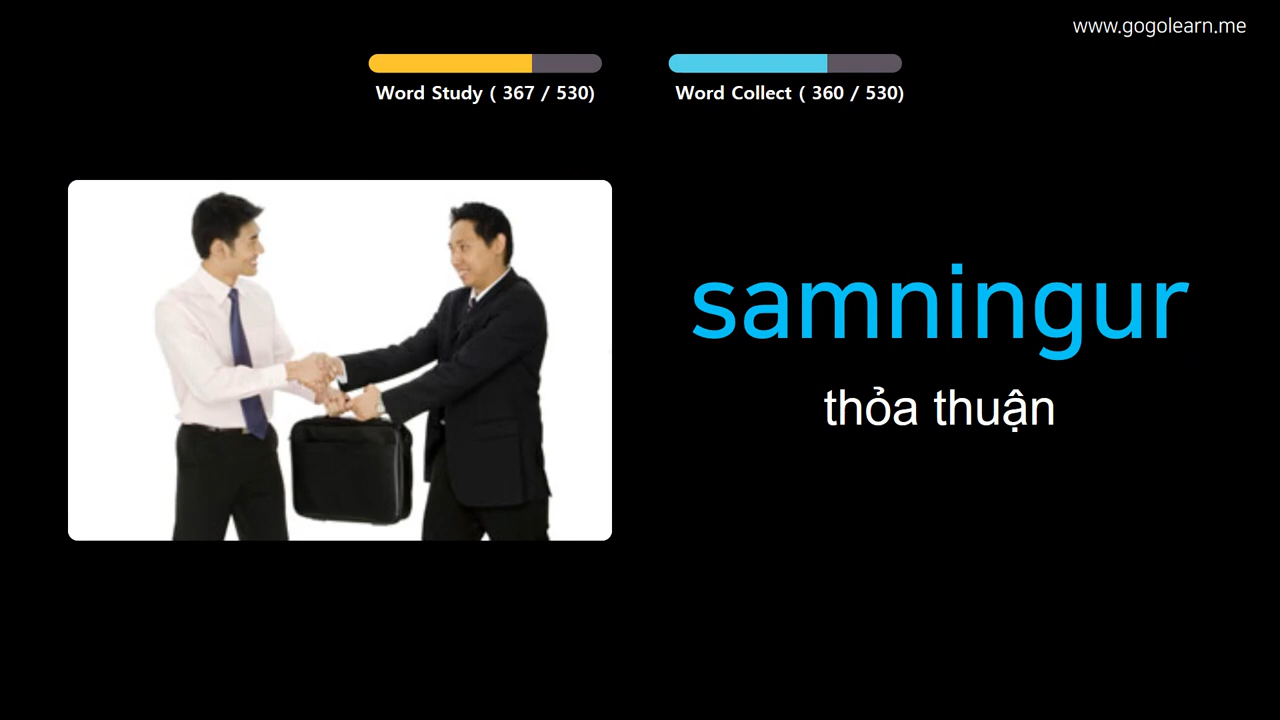 www.gogolearn.me
Word Study ( 367 / 530)
Word Collect ( 360 / 530)
samningur
thỏa thuận